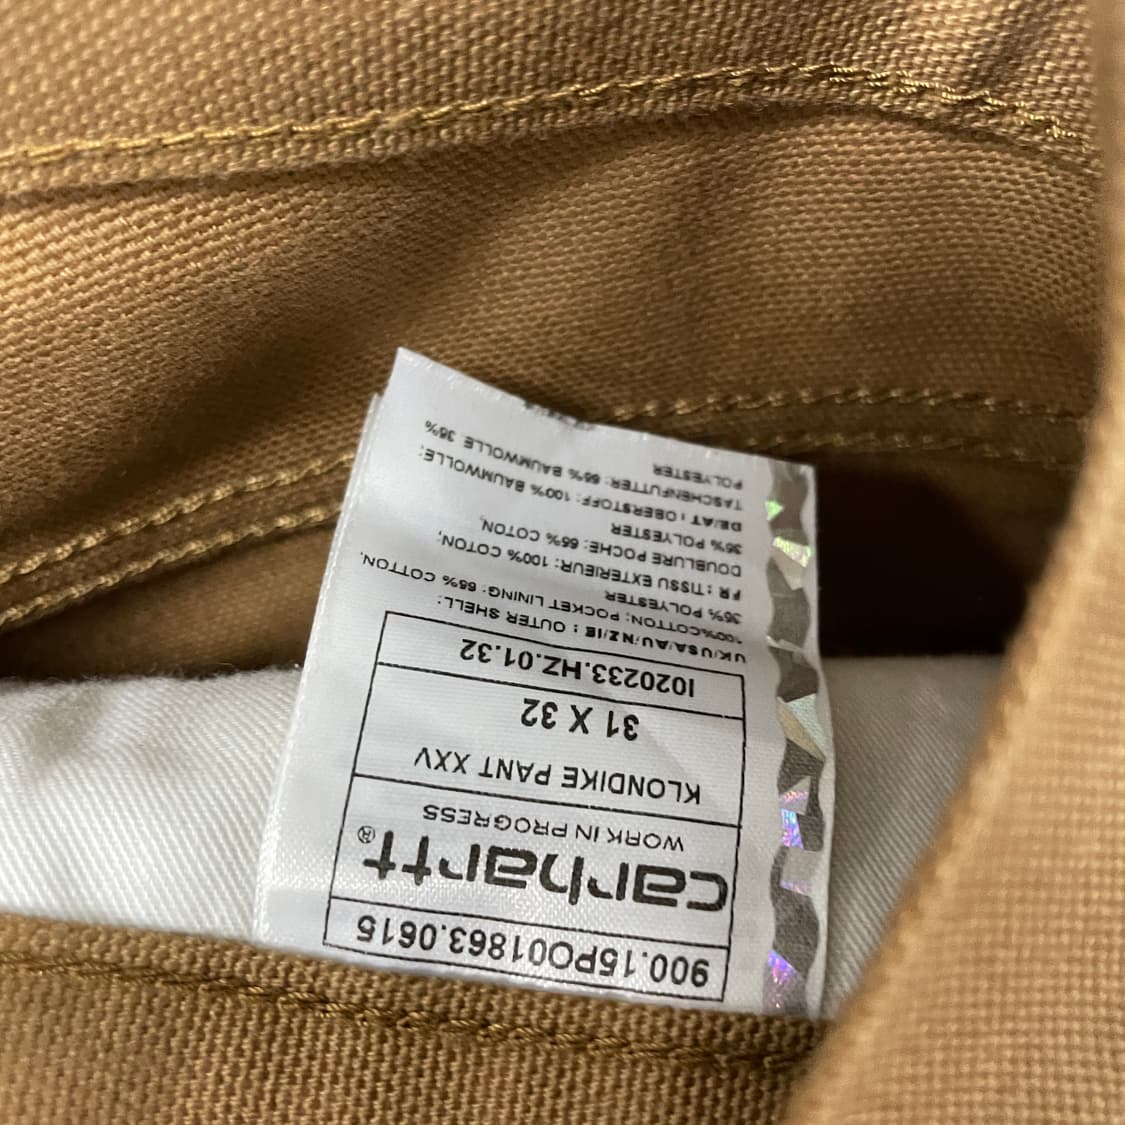 900.15PO01863.0615
carhartt®
WORK IN PROGRESS
KLONDIKE PANT XXV
31 X 32
I020233.HZ.01.32
UK/USA/AU/NZ/IE : OUTER SHELL:
100%COTTON; POCKET LINING: 65% COTTON,
35% POLYESTER
FR : TISSU EXTERIEUR: 100% COTON;
DOUBLURE POCHE: 65% COTON,
35% POLYESTER
DE/AT : OBERSTOFF: 100% BAUMWOLLE;
TASCHENFUTTER: 65% BAUMWOLLE 35%
POLYESTER